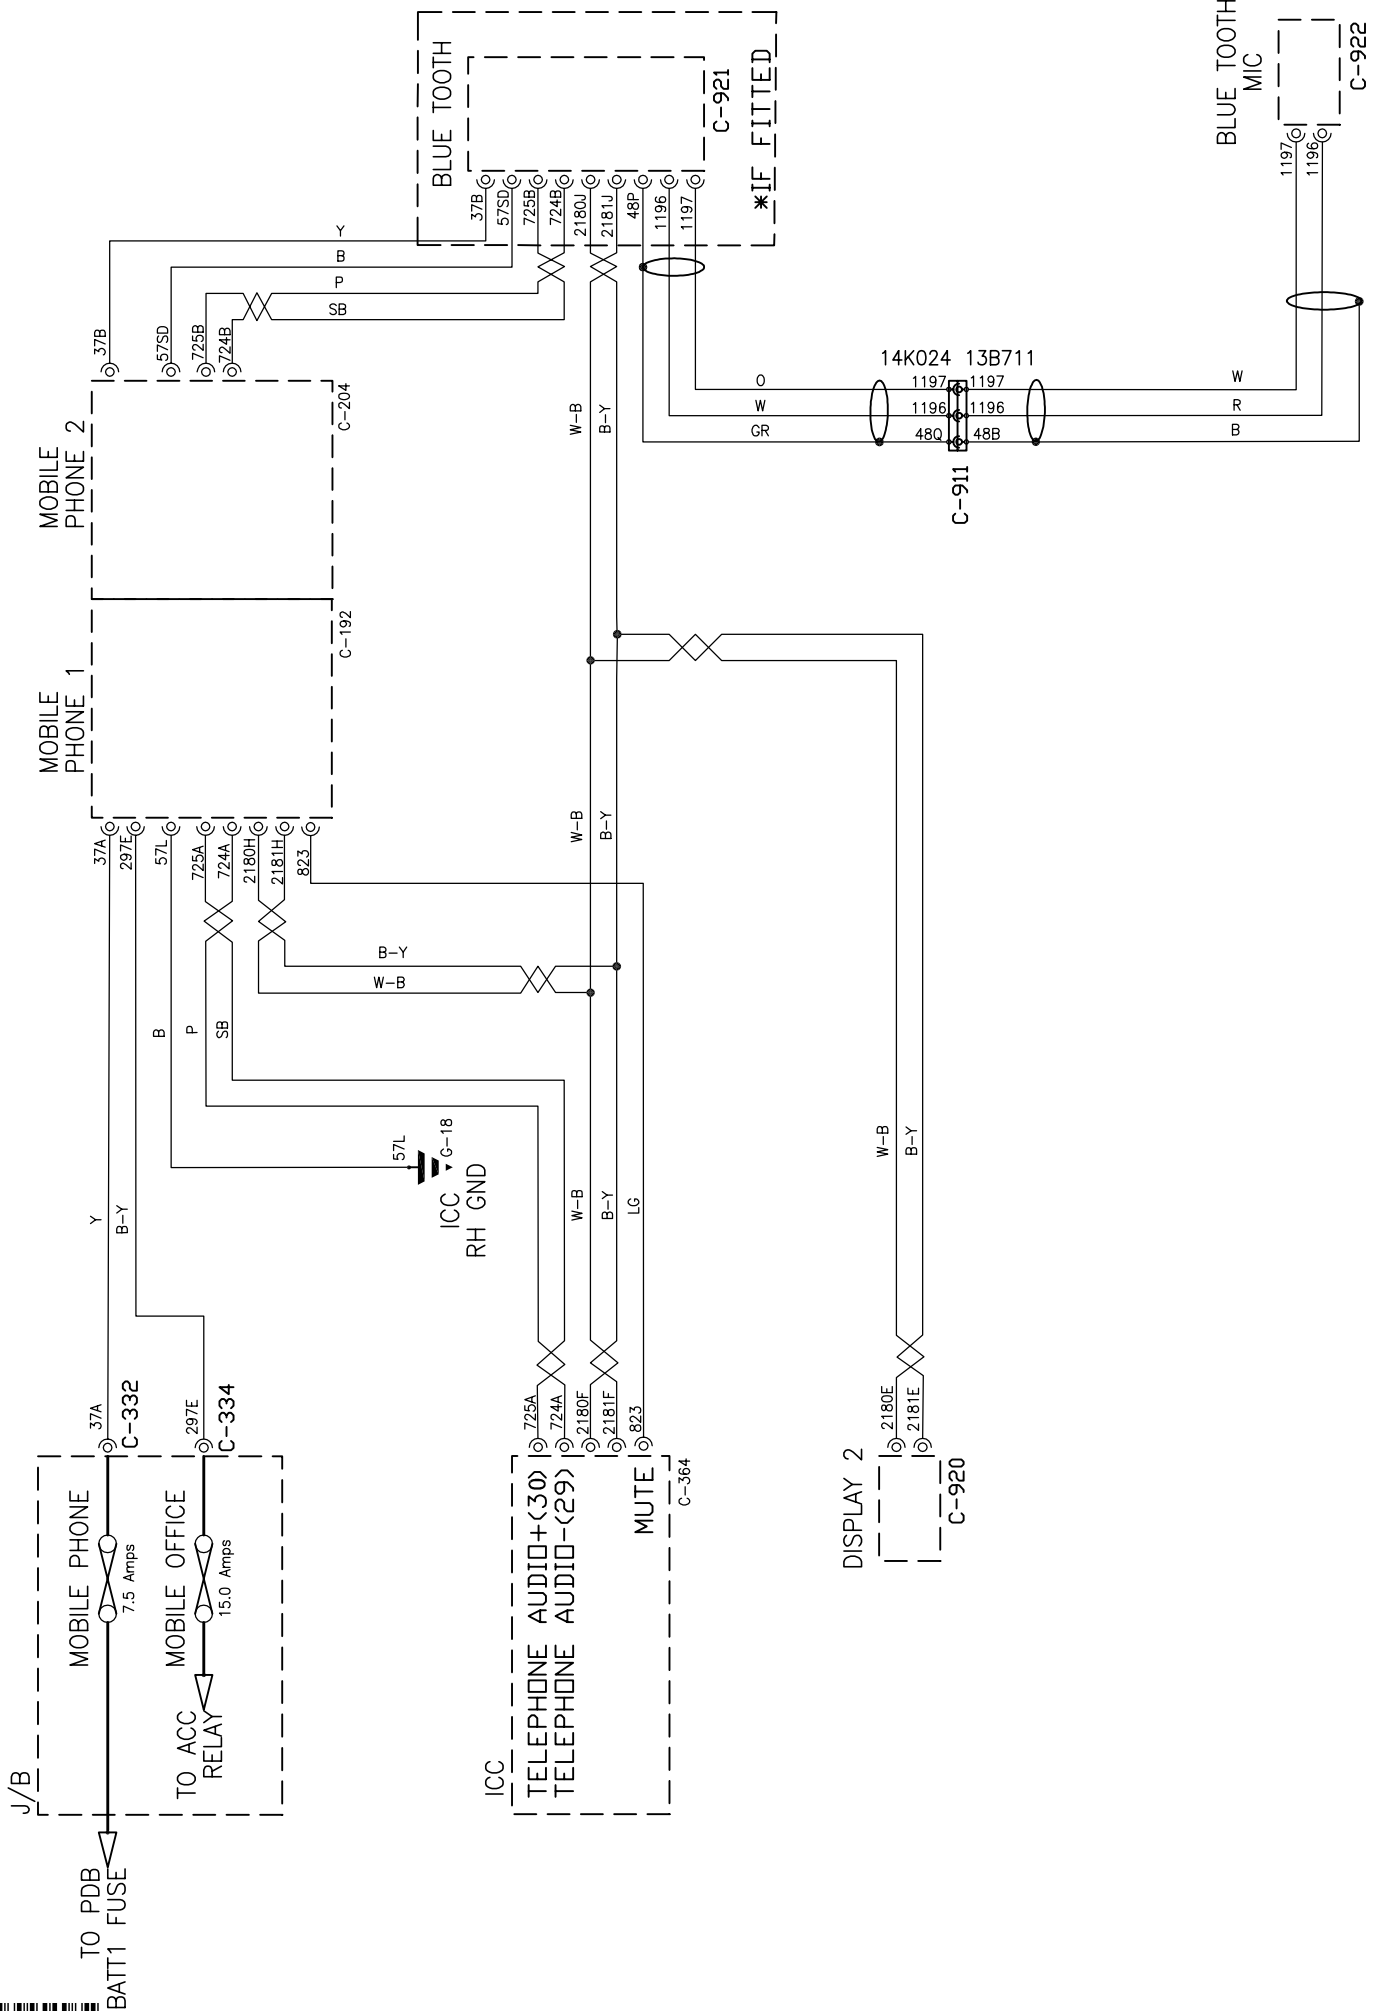 BLUE TOOTH
C-921
*IF FITTED
37B
57SD
725B
724B
2180J
2181J
48P
1196
1197
BLUE TOOTH
MIC
C-922
1197
1196
Y
B
P
SB
37B
57SD
725B
724B
MOBILE
PHONE 2
C-204
W-B
B-Y
O
W
GR
14K024 13B711
1197 1197
1196 1196
48Q 48B
C-911
W
R
B
MOBILE
PHONE 1
C-192
37A
297E
57L
725A
724A
2180H
2181H
823
W-B
B-Y
B-Y
W-B
B
P
SB
57L
G-18
ICC
RH GND
Y
B-Y
W-B
B-Y
LG
W-B
B-Y
37A
C-332
297E
C-334
725A
724A
2180F
2181F
823
2180E
2181E
J/B
MOBILE PHONE
7.5 Amps
MOBILE OFFICE
15.0 Amps
TO ACC
RELAY
TO PDB
BATT1 FUSE
ICC
TELEPHONE AUDIO+(30)
TELEPHONE AUDIO-(29)
MUTE
C-364
DISPLAY 2
C-920